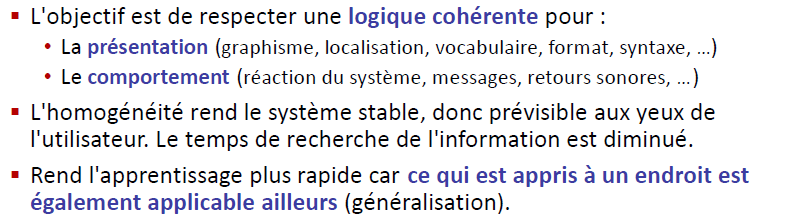 ▪ L'objectif est de respecter une logique cohérente pour :
• La présentation (graphisme, localisation, vocabulaire, format, syntaxe, …)
• Le comportement (réaction du système, messages, retours sonores, …)
▪ L'homogénéité rend le système stable, donc prévisible aux yeux de
l'utilisateur. Le temps de recherche de l'information est diminué.
▪ Rend l'apprentissage plus rapide car ce qui est appris à un endroit est
également applicable ailleurs (généralisation).